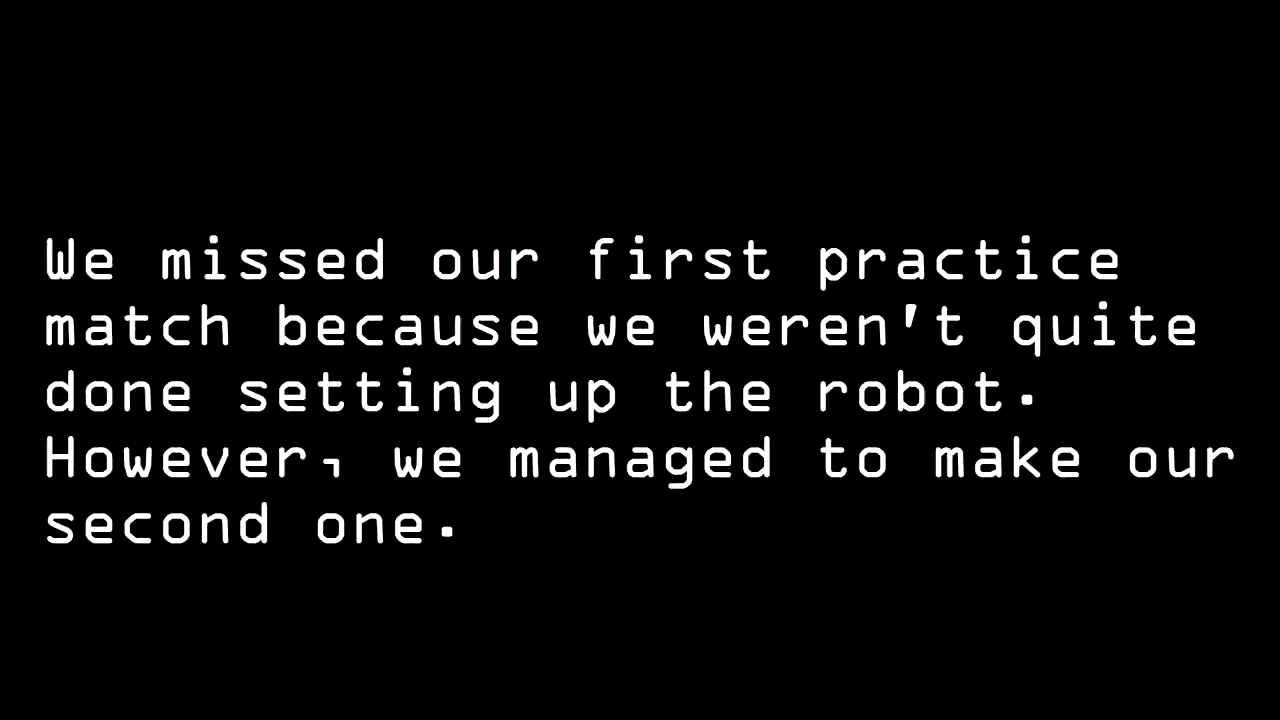 We missed our first practice
match because we weren't quite
done setting up the robot.
However, we managed to make our
second one.